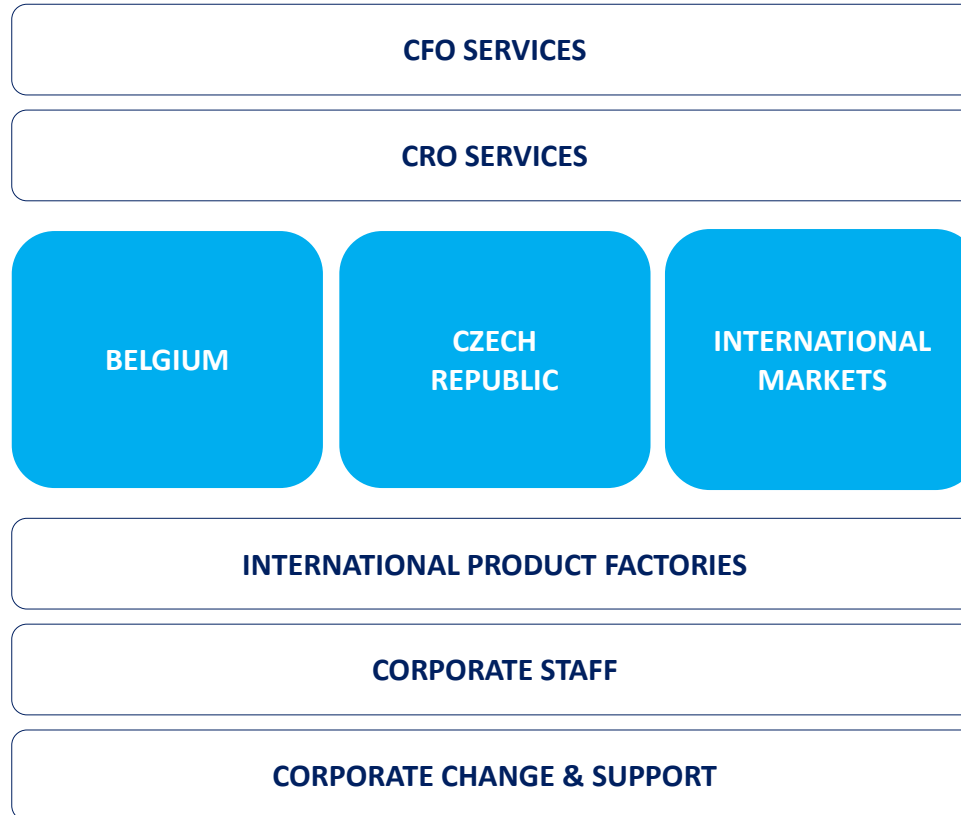 CFO SERVICES
CRO SERVICES
BELGIUM
CZECH
REPUBLIC
INTERNATIONAL
MARKETS
INTERNATIONAL PRODUCT FACTORIES
CORPORATE STAFF
CORPORATE CHANGE & SUPPORT